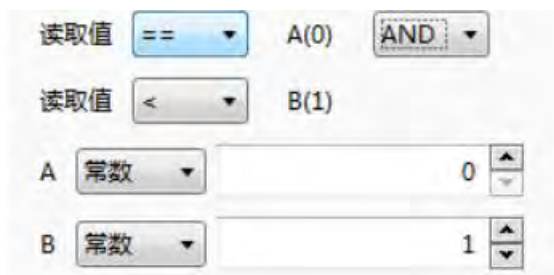 读取值 == A(0) AND
读取值 < B(1)
A 常数 0
B 常数 1